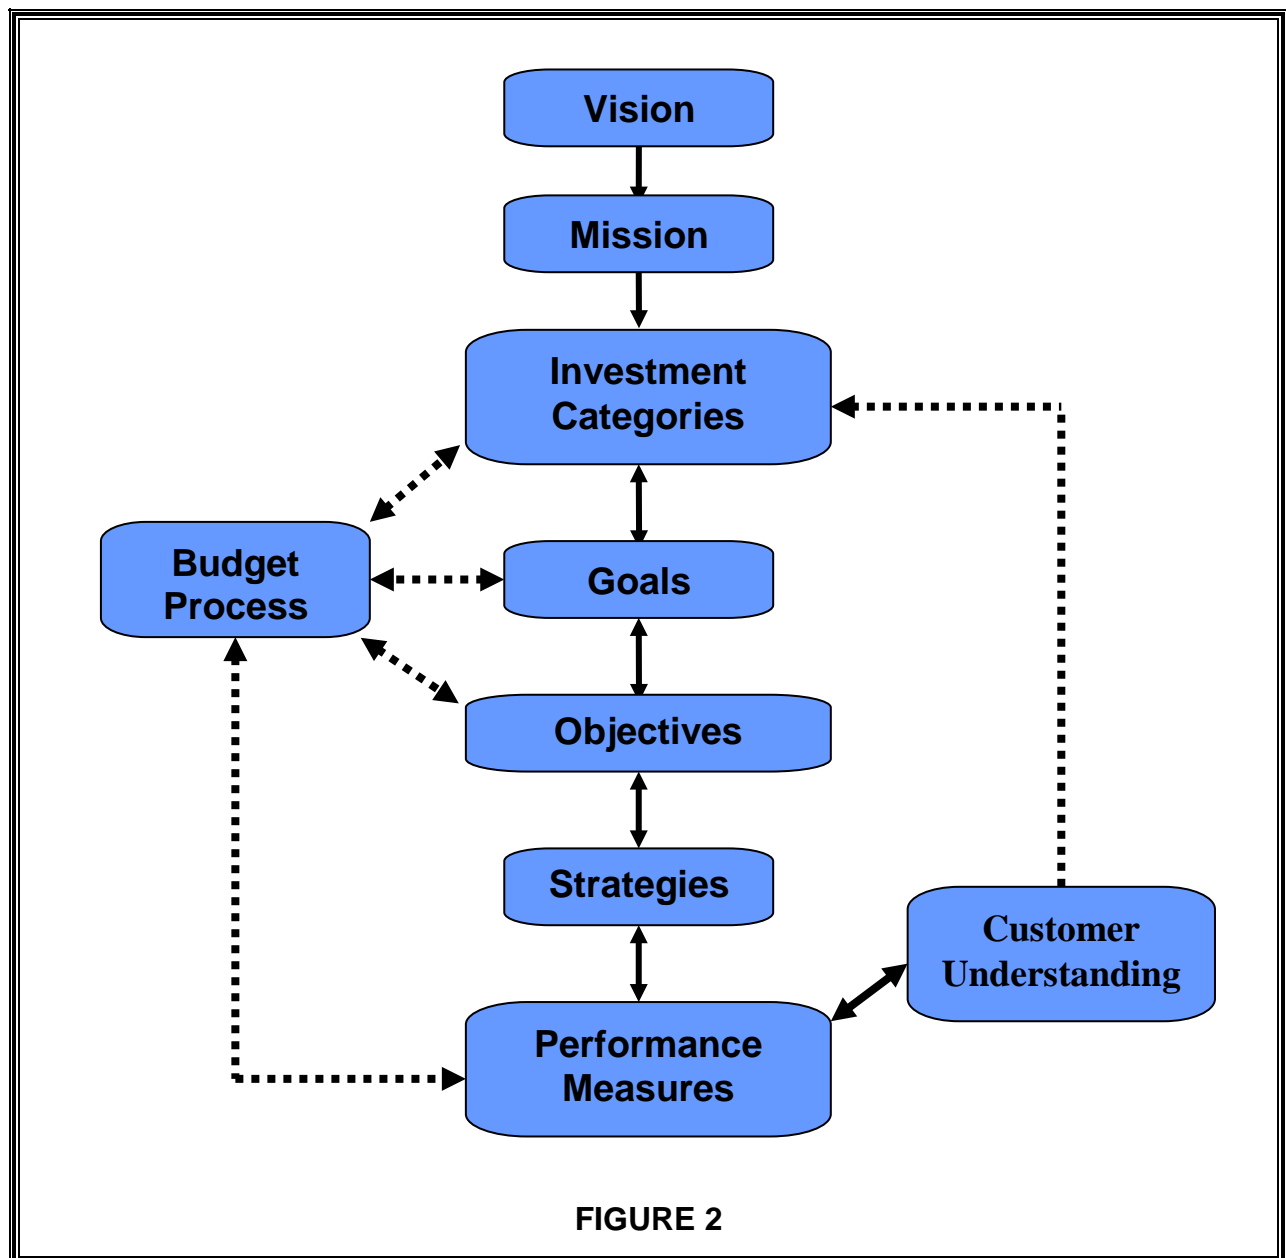 Vision
Mission
Investment
Categories
Budget
Process
Goals
Objectives
Strategies
Customer
Understanding
Performance
Measures
FIGURE 2